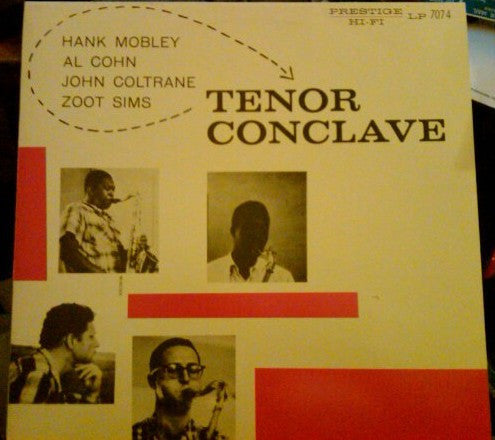 PRESTIGE LP 7074
HI-FI
HANK MOBLEY
AL COHN
JOHN COLTRANE
ZOOT SIMS
TENOR
CONCLAVE